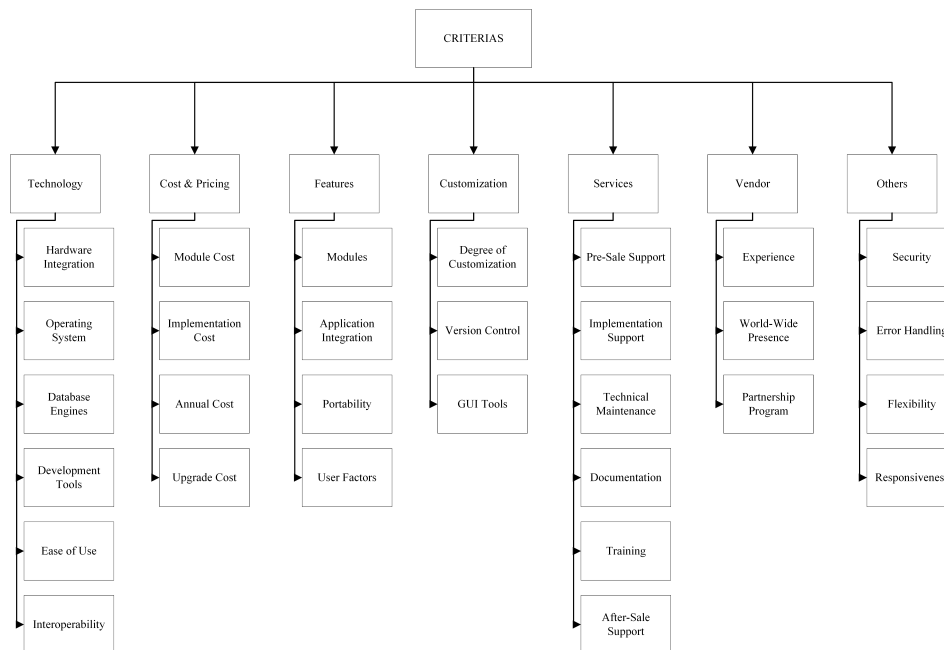 CRITERIAS
Technology
Cost & Pricing
Features
Customization
Services
Vendor
Others
Hardware
Integration
Operating
System
Database
Engines
Development
Tools
Ease of Use
Interoperability
Module Cost
Implementation
Cost
Annual Cost
Upgrade Cost
Modules
Application
Integration
Portability
User Factors
Degree of
Customization
Version Control
GUI Tools
Pre-Sale Support
Implementation
Support
Technical
Maintenance
Documentation
Training
After-Sale
Support
Experience
World-Wide
Presence
Partnership
Program
Security
Error Handling
Flexibility
Responsiveness